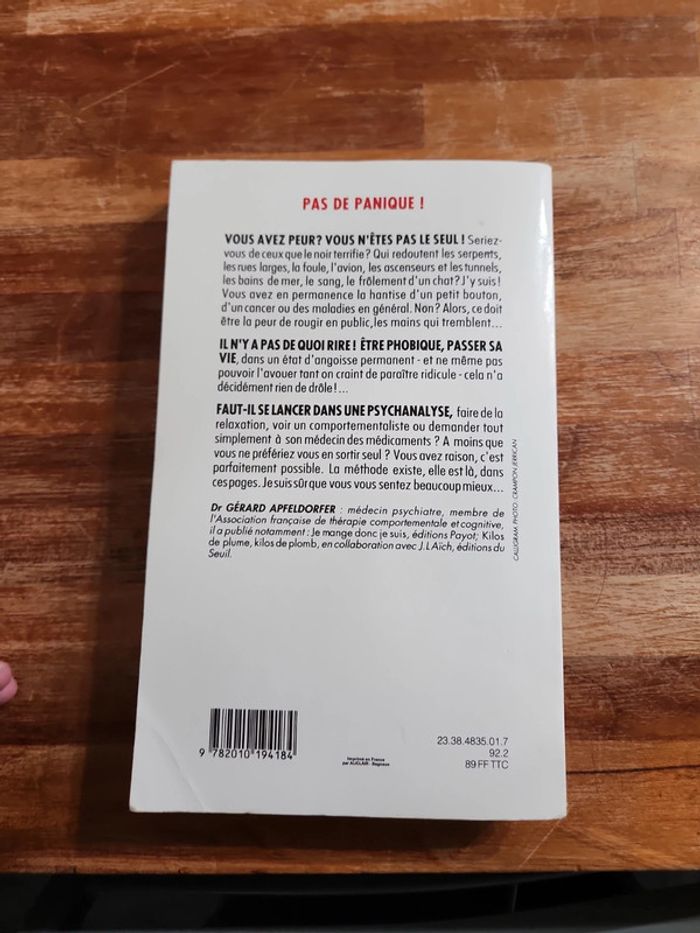 PAS DE PANIQUE !
VOUS AVEZ PEUR? VOUS N'ÊTES PAS LE SEUL ! Seriez-
vous de ceux que le noir terrifie? Qui redoutent les serpents,
les rues larges, la foule, l'avion, les ascenseurs et les tunnels,
les bains de mer, le sang, le frôlement d'un chat? J'y suis!
Vous avez en permanence la hantise d'un petit bouton,
d'un cancer ou des maladies en général. Non? Alors, ce doit
être la peur de rougir en public,les mains qui tremblent...
IL N'Y A PAS DE QUOI RIRE ! ÊTRE PHOBIQUE, PASSER SA
VIE, dans un état d'angoisse permanent - et ne même pas
pouvoir l'avouer tant on craint de paraître ridicule - cela n'a
décidément rien de drôle!...
FAUT-IL SE LANCER DANS UNE PSYCHANALYSE, faire de la
relaxation, voir un comportementaliste ou demander tout
simplement à son médecin des médicaments ? A moins que
vous ne préfériez vous en sortir seul ? Vous avez raison, c'est
parfaitement possible. La méthode existe, elle est là, dans
ces pages. Je suis sûr que vous vous sentez beaucoup mieux...
Dr GÉRARD APFELDORFER : médecin psychiatre, membre de
l'Association française de thérapie comportementale et cognitive,
il a publié notamment : Je mange donc je suis, éditions Payot; Kilos
de plume, kilos de plomb, en collaboration avec J.L Aïch, éditions du
Seuil.
CALLIGRAM. PHOTO: CRAMPON JERRICAN
9 782010 194184
Imprimé en France
par AUCLAIR - Bagneux
23.38.4835.01.7
92.2
89 FF TTC